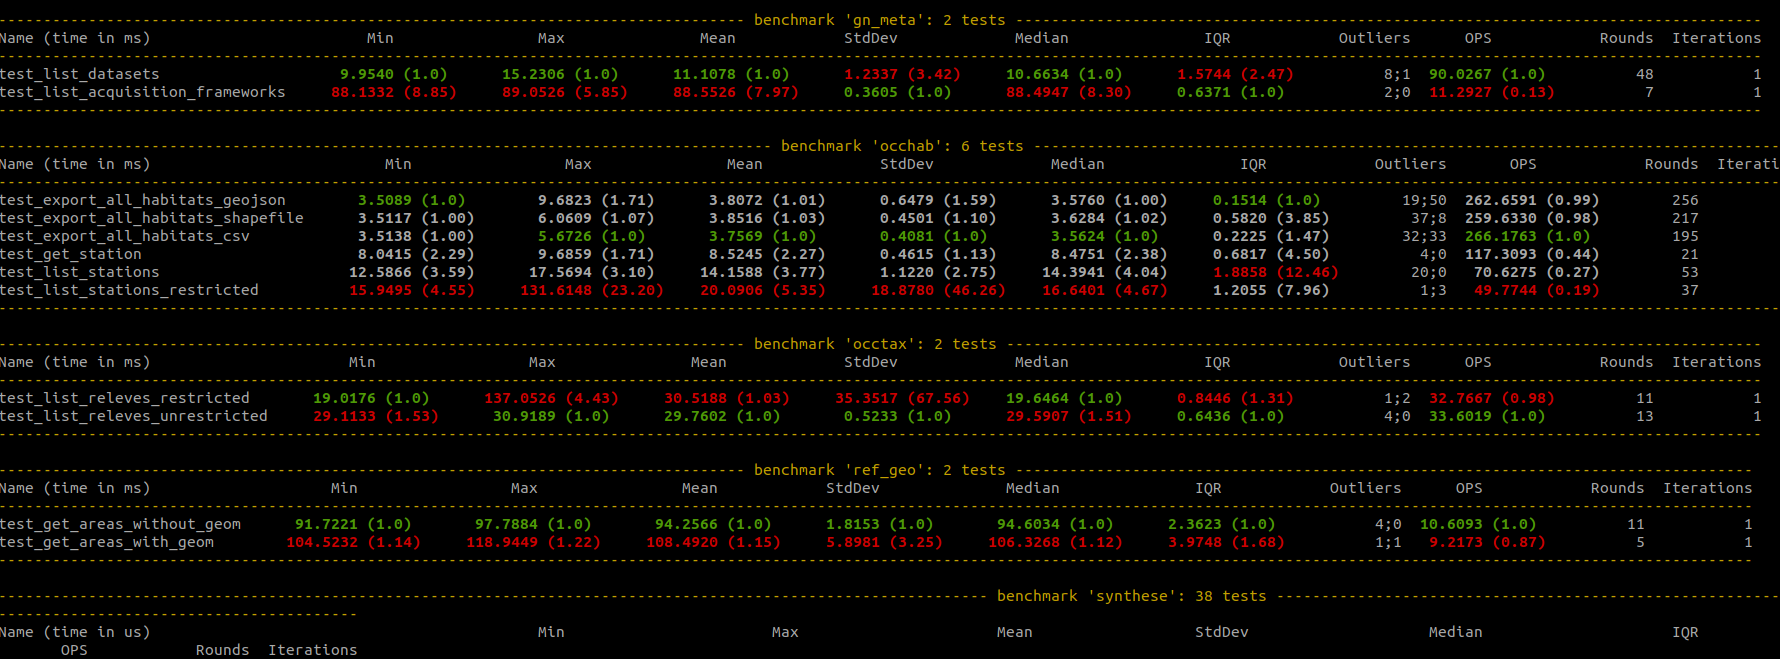 benchmark 'gn_meta': 2 tests
Name (time in ms) Min Max Mean StdDev Median IQR Outliers OPS Rounds Iterations
test_list_datasets 9.9540 (1.0) 15.2306 (1.0) 11.1078 (1.0) 1.2337 (3.42) 10.6634 (1.0) 1.5744 (2.47) 8;1 90.0267 (1.0) 48 1
test_list_acquisition_frameworks 88.1332 (8.85) 89.0526 (5.85) 88.5526 (7.97) 0.3605 (1.0) 88.4947 (8.30) 0.6371 (1.0) 2;0 11.2927 (0.13) 7 1
benchmark 'occhab': 6 tests
Name (time in ms) Min Max Mean StdDev Median IQR Outliers OPS Rounds Iterati
test_export_all_habitats_geojson 3.5089 (1.0) 9.6823 (1.71) 3.8072 (1.01) 0.6479 (1.59) 3.5760 (1.00) 0.1514 (1.0) 19;50 262.6591 (0.99) 256
test_export_all_habitats_shapefile 3.5117 (1.00) 6.0609 (1.07) 3.8516 (1.03) 0.4501 (1.10) 3.6284 (1.02) 0.5820 (3.85) 37;8 259.6330 (0.98) 217
test_export_all_habitats_csv 3.5138 (1.00) 5.6726 (1.0) 3.7569 (1.0) 0.4081 (1.0) 3.5624 (1.0) 0.2225 (1.47) 32;33 266.1763 (1.0) 195
test_get_station 8.0415 (2.29) 9.6859 (1.71) 8.5245 (2.27) 0.4615 (1.13) 8.4751 (2.38) 0.6817 (4.50) 4;0 117.3093 (0.44) 21
test_list_stations 12.5866 (3.59) 17.5694 (3.10) 14.1588 (3.77) 1.1220 (2.75) 14.3941 (4.04) 1.8858 (12.46) 20;0 70.6275 (0.27) 53
test_list_stations_restricted 15.9495 (4.55) 131.6148 (23.20) 20.0906 (5.35) 18.8780 (46.26) 16.6401 (4.67) 1.2055 (7.96) 1;3 49.7744 (0.19) 37
benchmark 'occtax': 2 tests
Name (time in ms) Min Max Mean StdDev Median IQR Outliers OPS Rounds Iterations
test_list_releves_restricted 19.0176 (1.0) 137.0526 (4.43) 30.5188 (1.03) 35.3517 (67.56) 19.6464 (1.0) 0.8446 (1.31) 1;2 32.7667 (0.98) 11 1
test_list_releves_unrestricted 29.1133 (1.53) 30.9189 (1.0) 29.7602 (1.0) 0.5233 (1.0) 29.5907 (1.51) 0.6436 (1.0) 4;0 33.6019 (1.0) 13 1
benchmark 'ref_geo': 2 tests
Name (time in ms) Min Max Mean StdDev Median IQR Outliers OPS Rounds Iterations
test_get_areas_without_geom 91.7221 (1.0) 97.7884 (1.0) 94.2566 (1.0) 1.8153 (1.0) 94.6034 (1.0) 2.3623 (1.0) 4;0 10.6093 (1.0) 11 1
test_get_areas_with_geom 104.5232 (1.14) 118.9449 (1.22) 108.4920 (1.15) 5.8981 (3.25) 106.3268 (1.12) 3.9748 (1.68) 1;1 9.2173 (0.87) 5 1
benchmark 'synthese': 38 tests
Name (time in us) Min Max Mean StdDev Median IQR
OPS Rounds Iterations